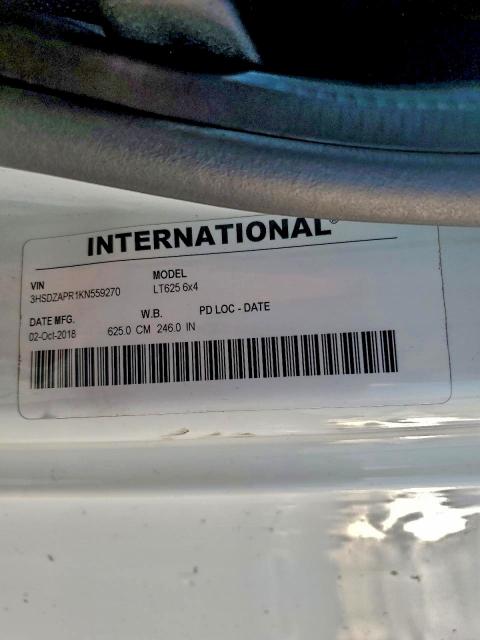 INTERNATIONAL®
VIN MODEL
3HSDZAPR1KN559270 LT625 6x4
DATE MFG. W.B. PD LOC - DATE
02-Oct-2018 625.0 CM 246.0 IN